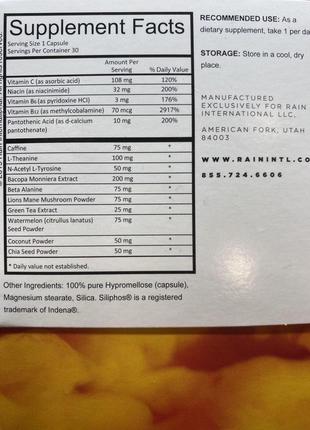 Supplement Facts
Serving Size 1 Capsule
Servings Per Container 30
Amount Per Serving % Daily Value
Vitamin C (as asorbic acid) 108 mg 120%
Niacin (as niacinimide) 32 mg 200%
Vitamin B6 (as pyridoxine HCl) 3 mg 176%
Vitamin B12 (as methylcobalamine) 70 mcg 2917%
Pantothenic Acid (as d-calcium pantothenate) 10 mg 200%
Caffine 75 mg *
L-Theanine 100 mg *
N-Acetyl L-Tyrosine 50 mg *
Bacopa Monniera Extract 200 mg *
Beta Alanine 75 mg *
Lions Mane Mushroom Powder 75 mg *
Green Tea Extract 25 mg *
Watermelon (citrullus lanatus) Seed Powder 75 mg *
Coconut Powder 50 mg *
Chia Seed Powder 50 mg *
* Daily value not established.
Other Ingredients: 100% pure Hypromellose (capsule),
Magnesium stearate, Silica. Siliphos® is a registered
trademark of Indena®.
RECOMMENDED USE: As a
dietary supplement, take 1 per da
STORAGE: Store in a cool, dry
place.
MANUFACTURED
EXCLUSIVELY FOR RAIN
INTERNATIONAL LLC.
AMERICAN FORK, UTAH
84003
WWW.RAININTL.COM
855.724.6606
rights reserved.